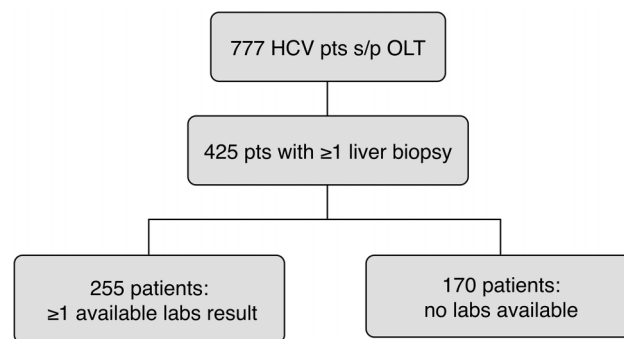 777 HCV pts s/p OLT
425 pts with ≥1 liver biopsy
255 patients:
≥1 available labs result
170 patients:
no labs available